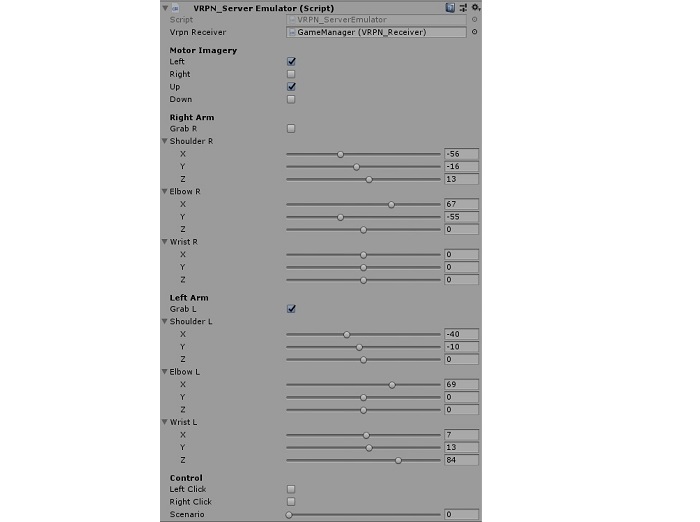 VRPN_Server Emulator (Script)
Script VRPN_ServerEmulator
Vrpn Receiver GameManager (VRPN_Receiver)
Motor Imagery
Left
Right
Up
Down
Right Arm
Grab R
Shoulder R
X -56
Y -16
Z 13
Elbow R
X 67
Y -55
Z 0
Wrist R
X 0
Y 0
Z 0
Left Arm
Grab L
Shoulder L
X -40
Y -10
Z 0
Elbow L
X 69
Y 0
Z 0
Wrist L
X 7
Y 13
Z 84
Control
Left Click
Right Click
Scenario 0